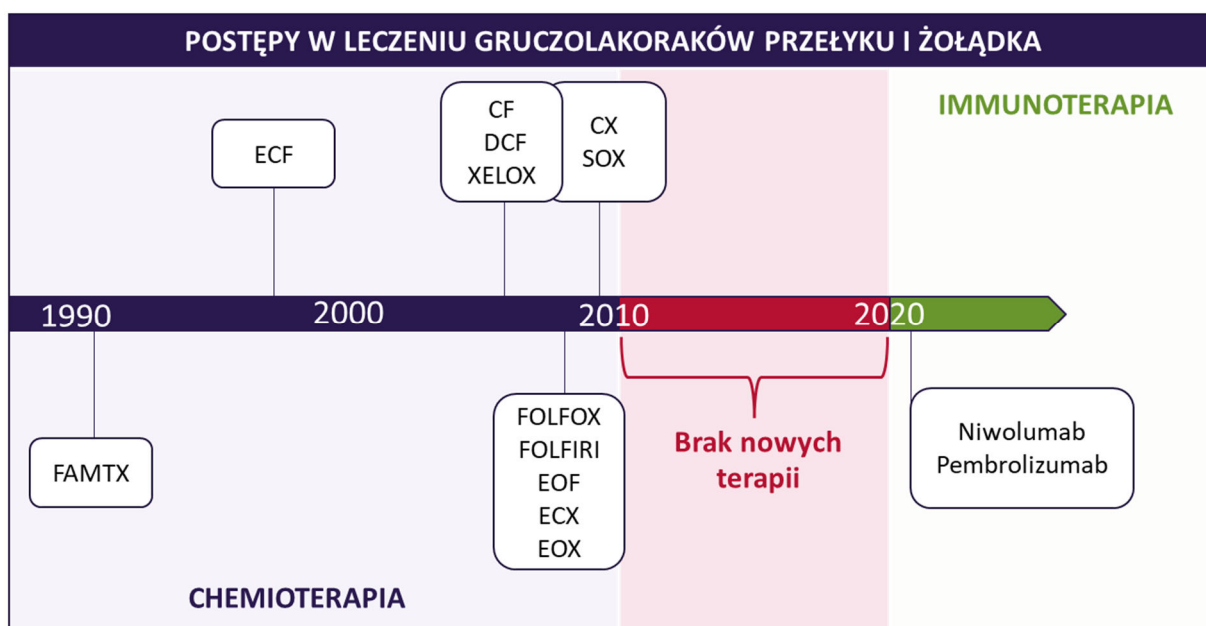 POSTĘPY W LECZENIU GRUCZOLAKORAKÓW PRZEŁYKU I ŻOŁĄDKA
IMMUNOTERAPIA
ECF
CF
DCF
XELOX
CX
SOX
1990
2000
2010
2020
FAMTX
FOLFOX
FOLFIRI
EOF
ECX
EOX
Brak nowych
terapii
Niwolumab
Pembrolizumab
CHEMIOTERAPIA